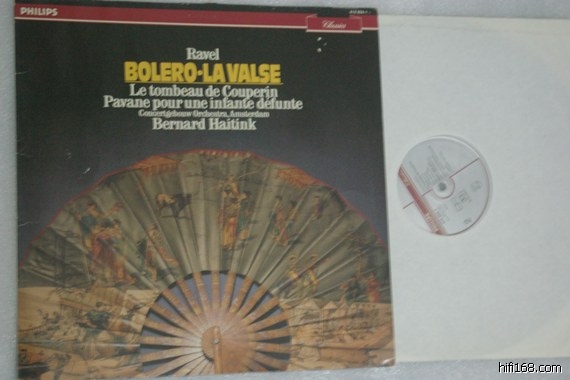 PHILIPS
Classics
Ravel
BOLERO·LA VALSE
Le tombeau de Couperin
Pavane pour une infante défunte
Concertgebouw Orchestra, Amsterdam
Bernard Haitink
hifi168.com